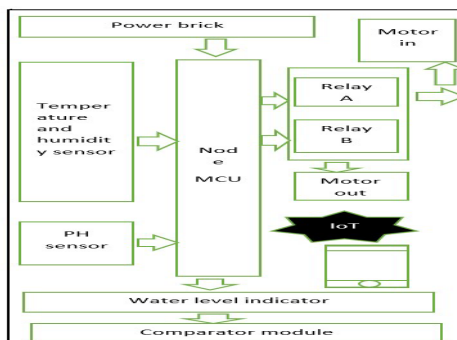 Power brick
Motor
in
Temper
ature
and
humidit
y sensor
Nod
e
MCU
Relay
A
Relay
B
Motor
out
PH
sensor
IoT
Water level indicator
Comparator module